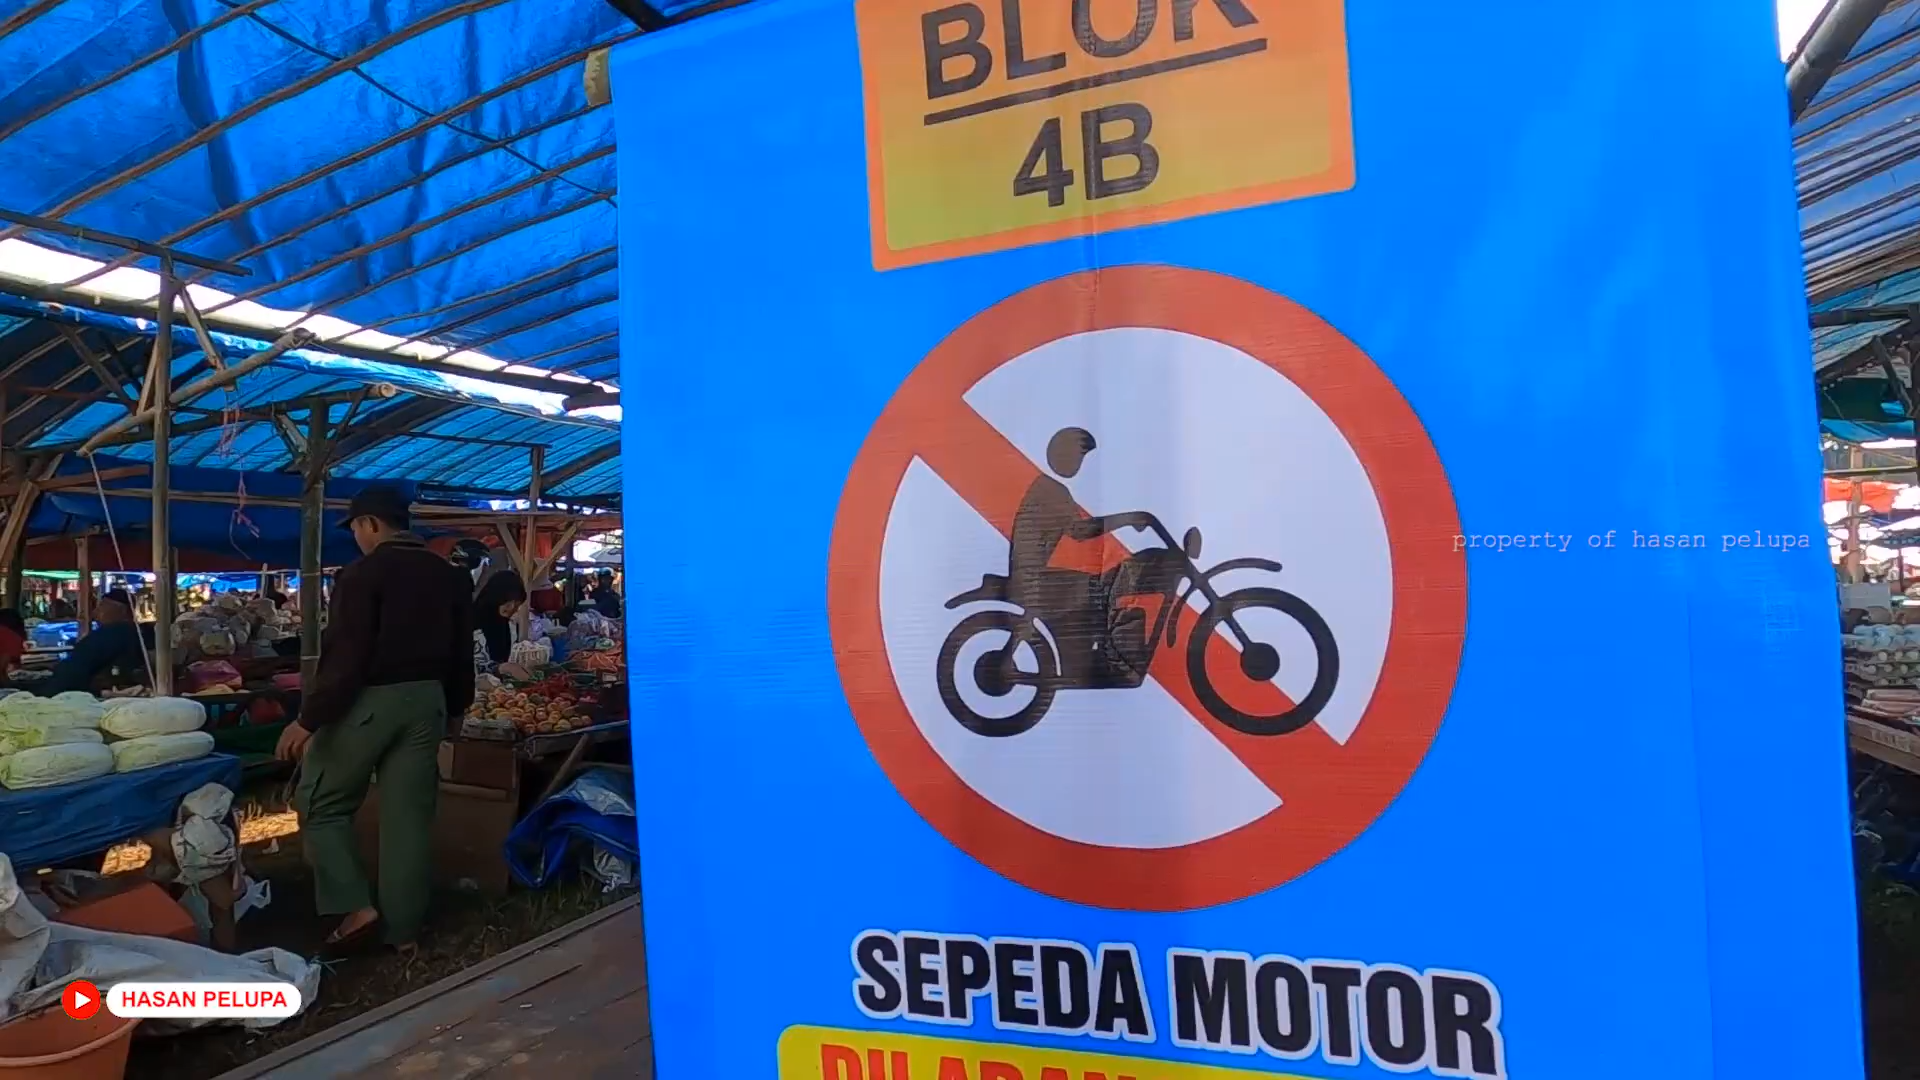 BLOK
4B
property of hasan pelupa
SEPEDA MOTOR
HASAN PELUPA